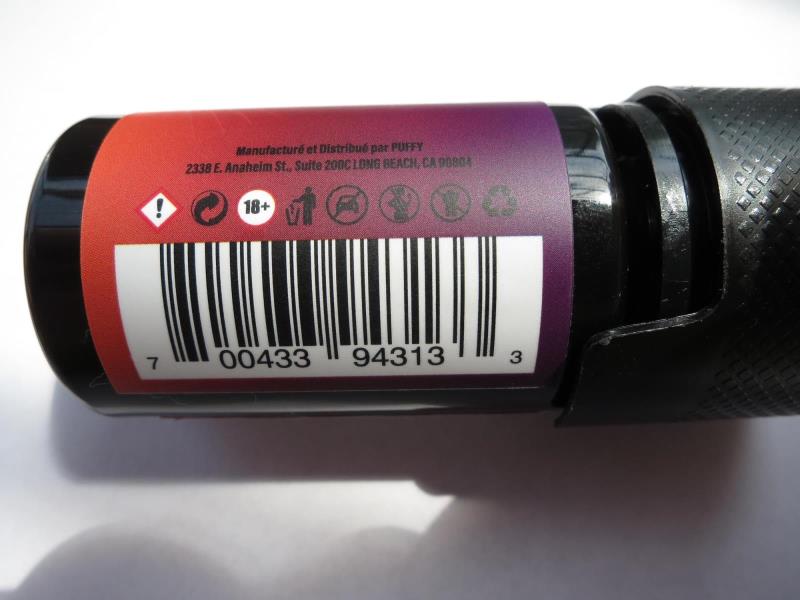 Manufacturé et Distribué par PUFFY
2338 E. Anaheim St., Suite 200C LONG BEACH, CA 90804
! 18+
7 00433 94313 3